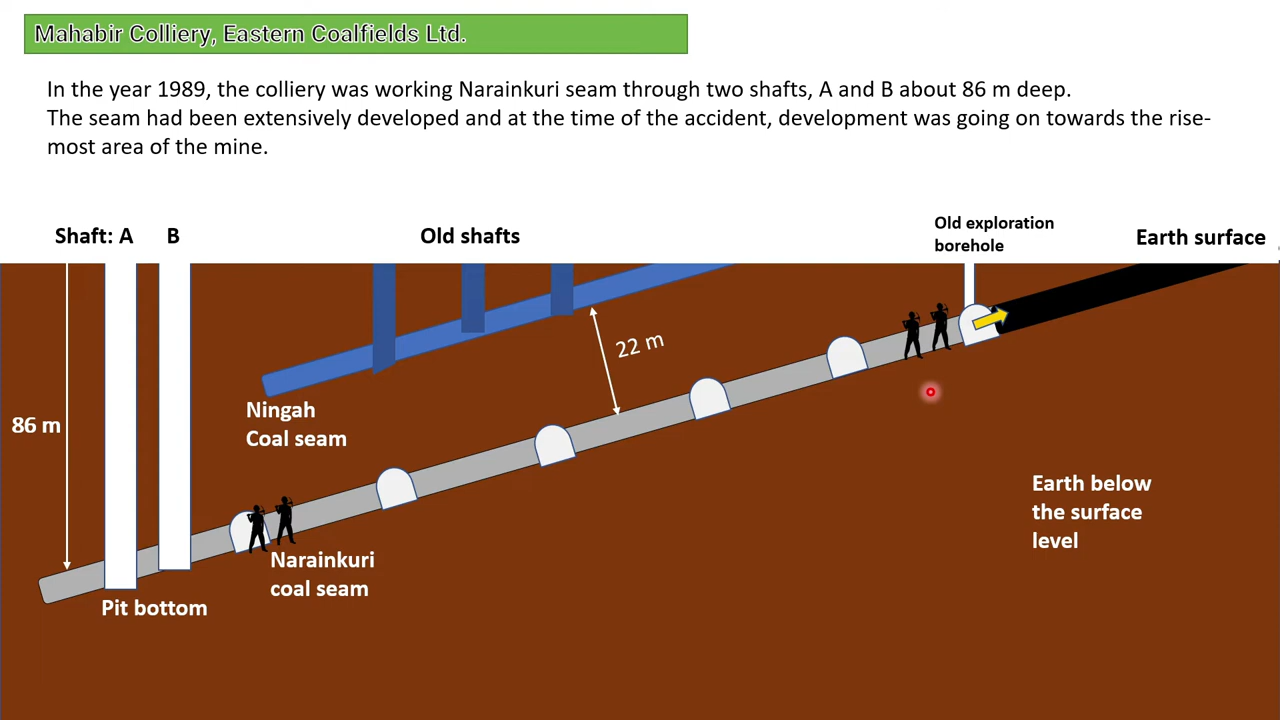 Mahabir Colliery, Eastern Coalfields Ltd.
In the year 1989, the colliery was working Narainkuri seam through two shafts, A and B about 86 m deep.
The seam had been extensively developed and at the time of the accident, development was going on towards the rise-
most area of the mine.
Shaft: A B
Old shafts
Old exploration
borehole
Earth surface
22 m
86 m
Ningah
Coal seam
Earth below
the surface
level
Narainkuri
coal seam
Pit bottom